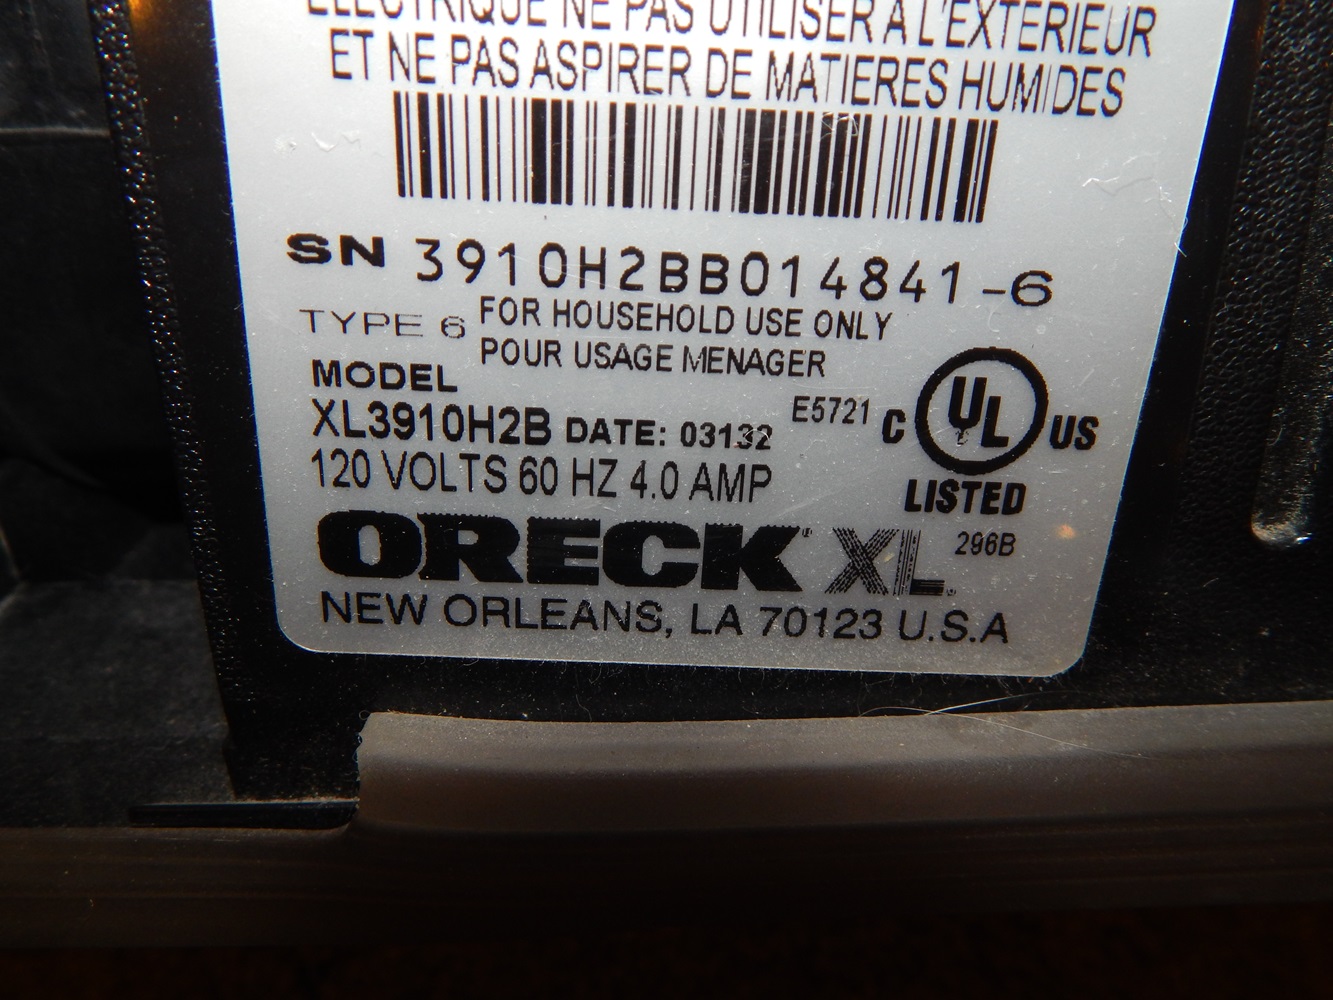 ELECTRIQUE NE PAS UTILISER A L'EXTERIEUR
ET NE PAS ASPIRER DE MATIERES HUMIDES
SN 3910H2BB014841-6
TYPE 6 FOR HOUSEHOLD USE ONLY
POUR USAGE MENAGER
MODEL
XL3910H2B DATE: 03132 E5721 C UL US
120 VOLTS 60 HZ 4.0 AMP LISTED
ORECK XL 296B
NEW ORLEANS, LA 70123 U.S.A